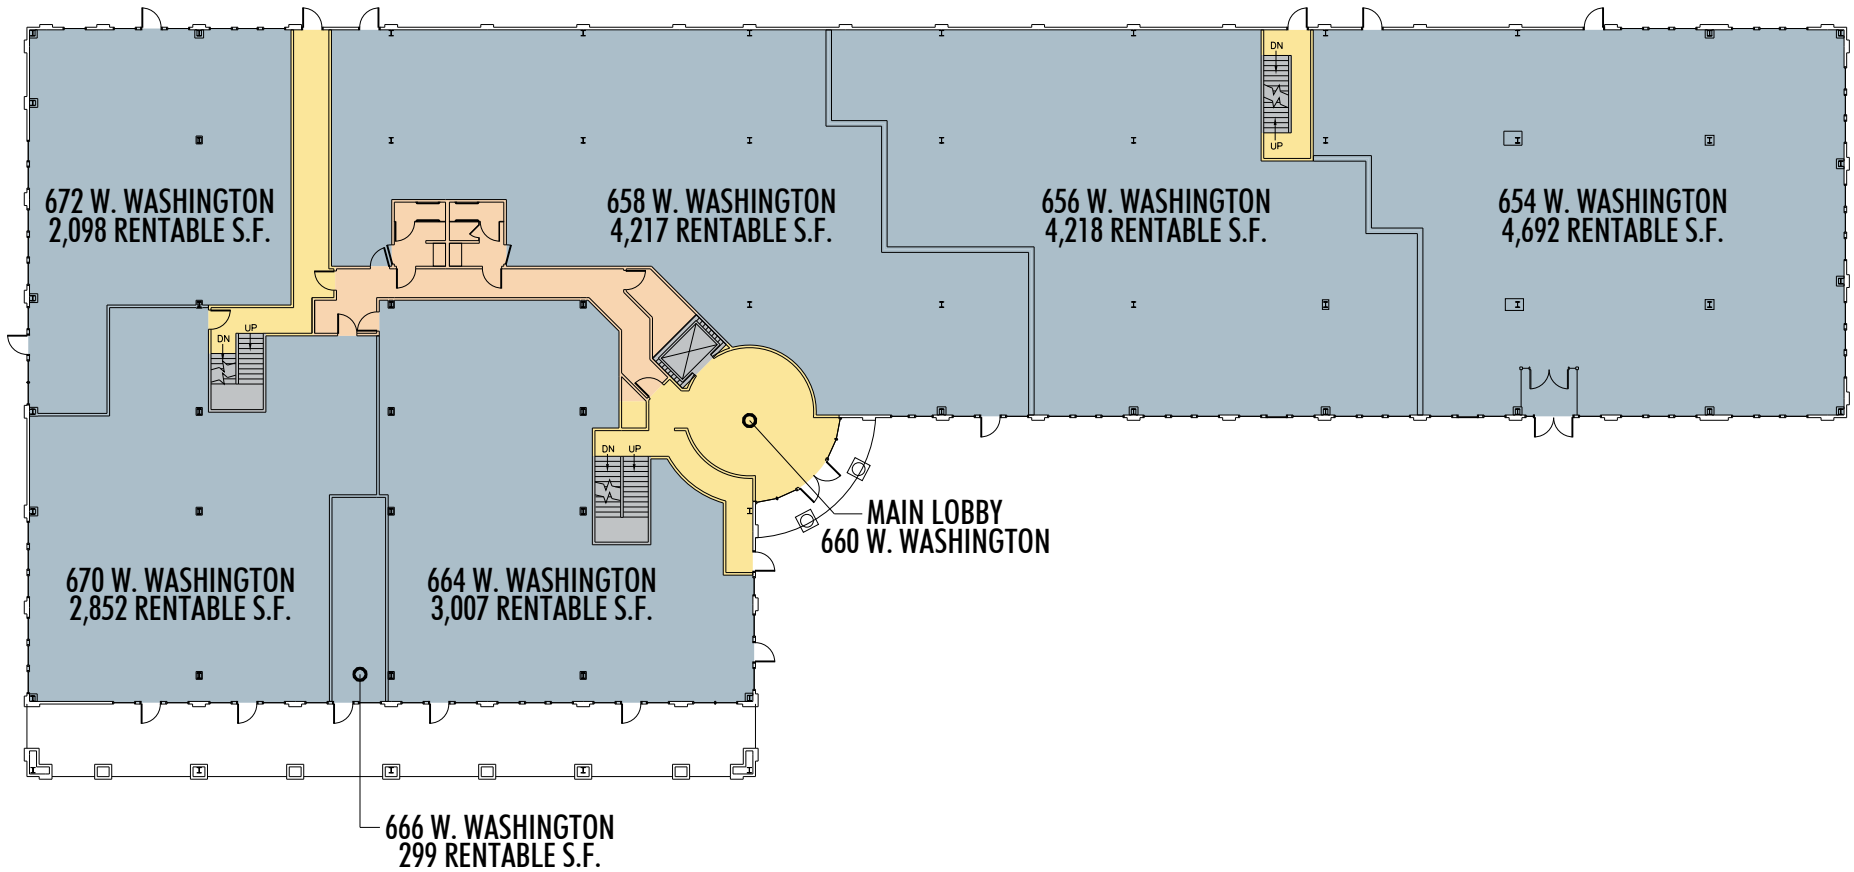 DN
UP
672 W. WASHINGTON
2,098 RENTABLE S.F.
658 W. WASHINGTON
4,217 RENTABLE S.F.
656 W. WASHINGTON
4,218 RENTABLE S.F.
654 W. WASHINGTON
4,692 RENTABLE S.F.
UP
DN
DN UP
MAIN LOBBY
660 W. WASHINGTON
670 W. WASHINGTON
2,852 RENTABLE S.F.
664 W. WASHINGTON
3,007 RENTABLE S.F.
666 W. WASHINGTON
299 RENTABLE S.F.